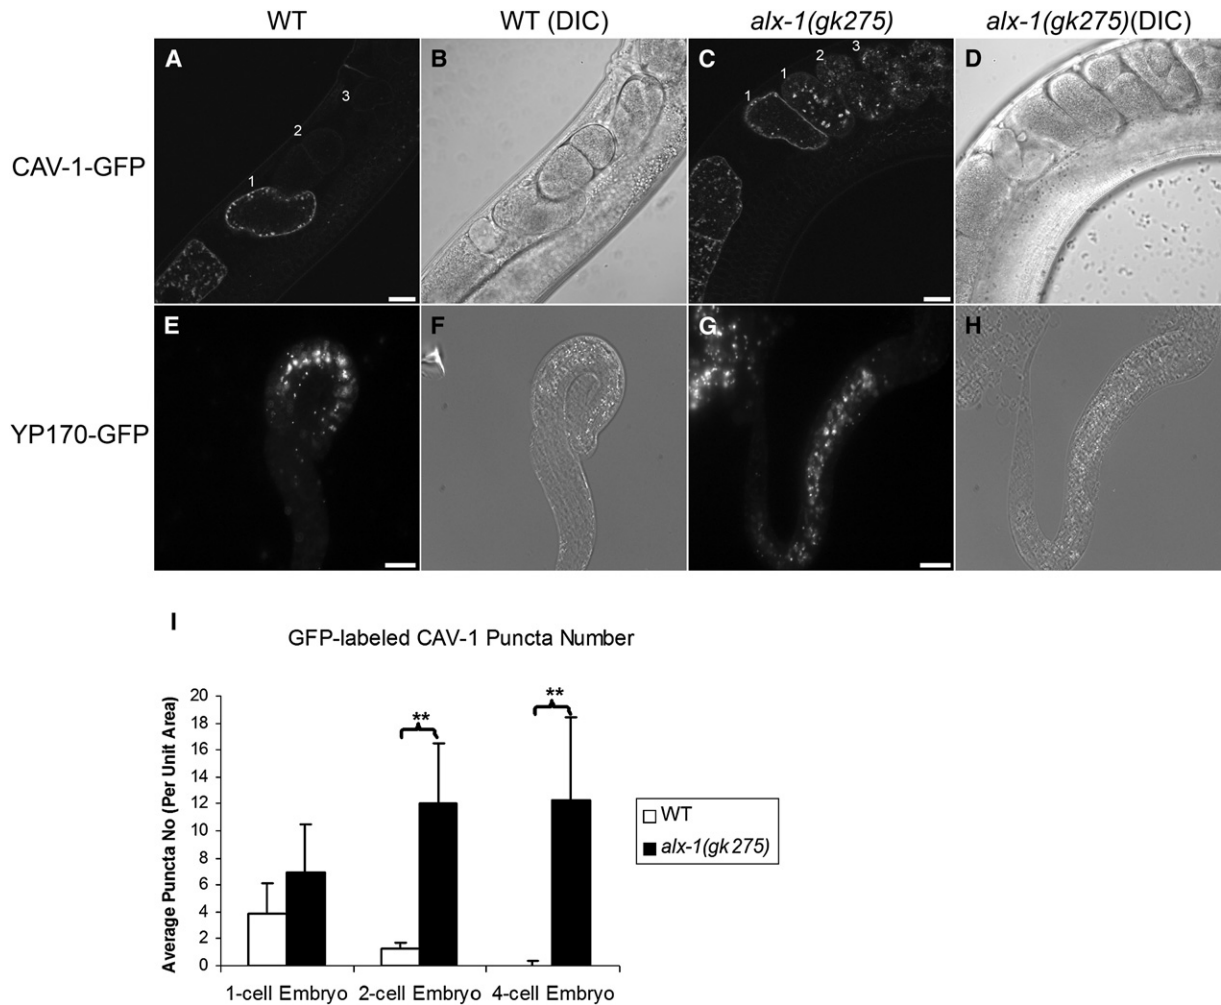 WT
WT (DIC)
alx-1(gk275)
alx-1(gk275)(DIC)
CAV-1-GFP
A
1
2
3
B
C
1
1
2
3
D
YP170-GFP
E
F
G
H
I
GFP-labeled CAV-1 Puncta Number
Average Puncta No (Per Unit Area)
20
18
16
14
12
10
8
6
4
2
0
**
**
1-cell Embryo
2-cell Embryo
4-cell Embryo
WT
alx-1(gk275)